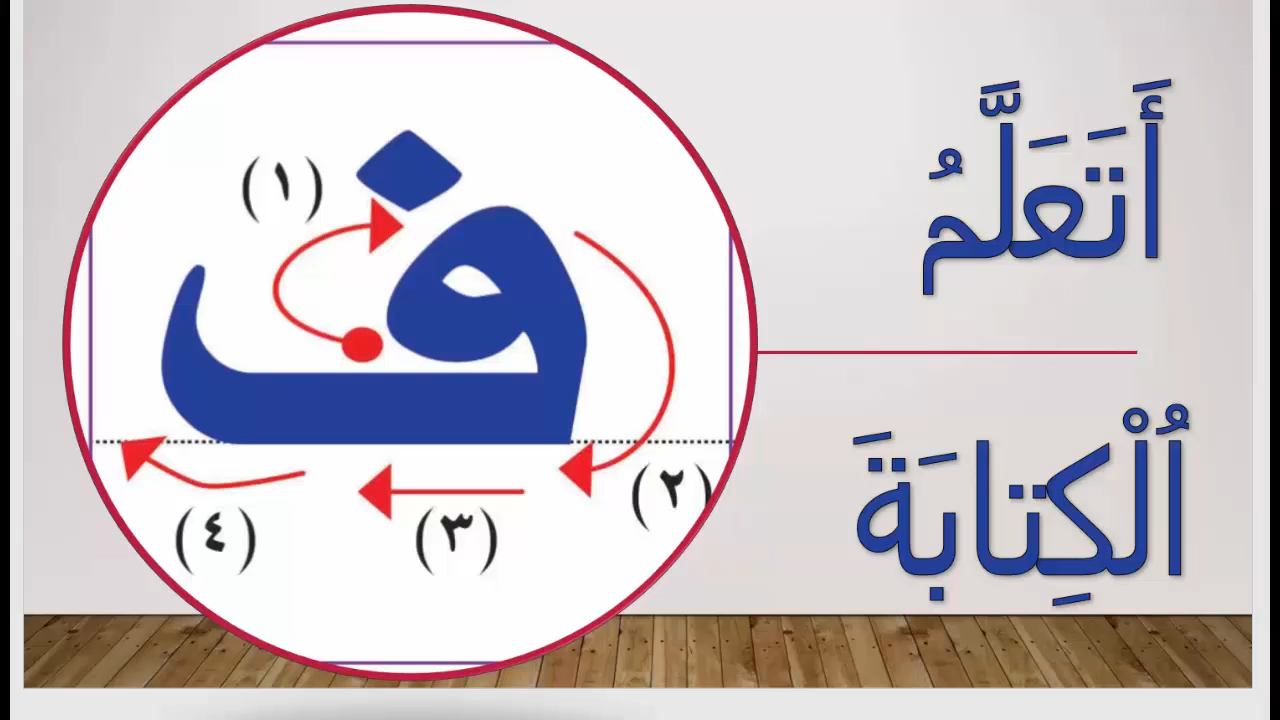 أَتَعَلَّمُ
اُلْكِتابَةَ
ف
(١)
(٢)
(٣)
(٤)